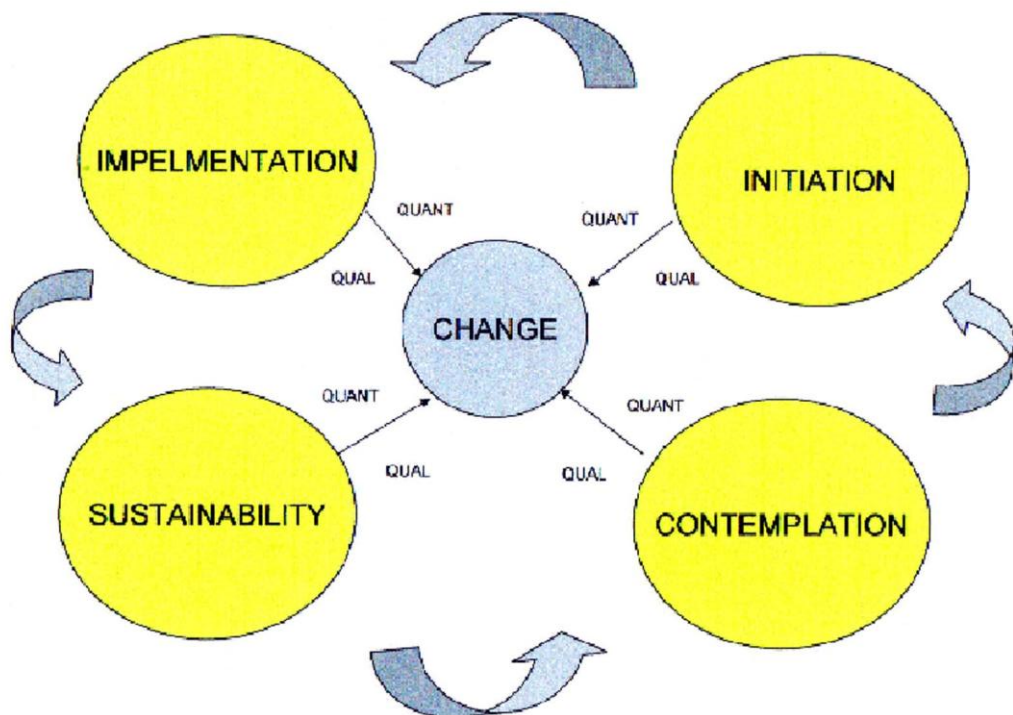 IMPELMENTATION
INITIATION
QUANT
QUANT
QUAL
QUAL
CHANGE
QUANT
QUANT
QUAL
QUAL
SUSTAINABILITY
CONTEMPLATION